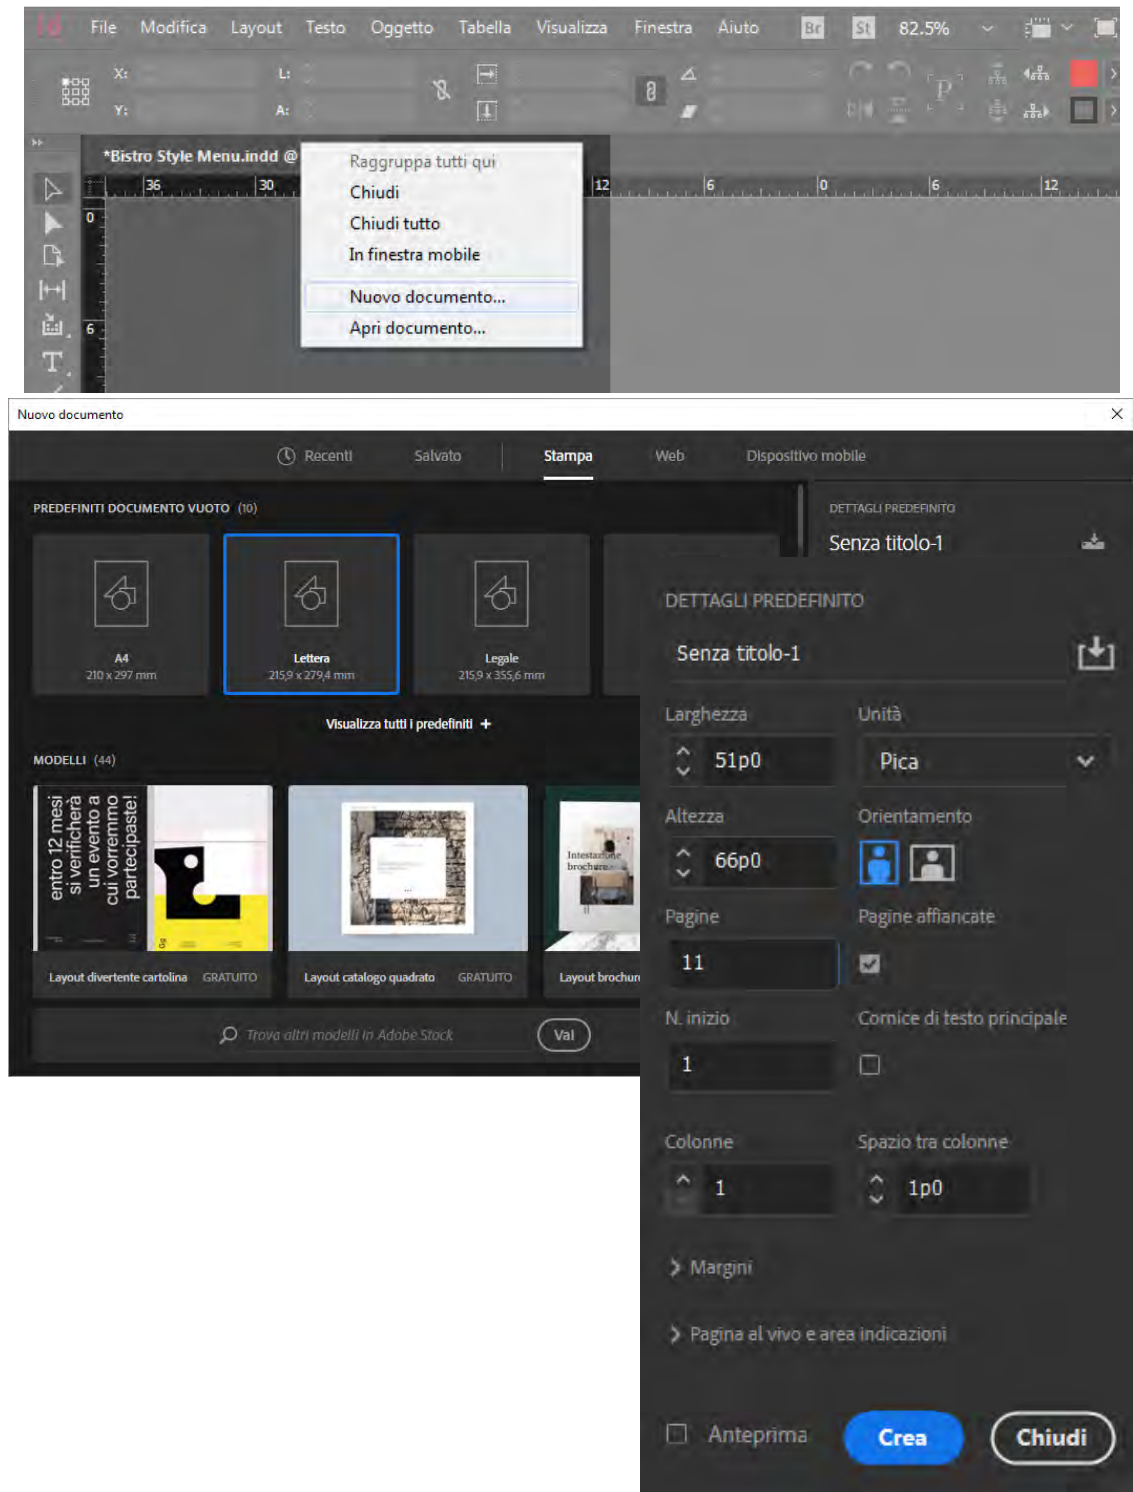 Id File Modifica Layout Testo Oggetto Tabella Visualizza Finestra Aiuto Br St 82.5%
X: L:
Y: A:
*Bistro Style Menu.indd @
36 30 12 6 0 6 12
0
6
Raggruppa tutti qui
Chiudi
Chiudi tutto
In finestra mobile
Nuovo documento...
Apri documento...
Nuovo documento
Recenti Salvato Stampa Web Dispositivo mobile
PREDEFINITI DOCUMENTO VUOTO (10)
A4
210 x 297 mm
Lettera
215,9 x 279,4 mm
Legale
215,9 x 355,6 mm
Visualizza tutti i predefiniti +
MODELLI (44)
entro 12 mesi
si verificherà
un evento a
cui vorremmo
partecipaste!
Intestazione
brochure
Layout divertente cartolina GRATUITO
Layout catalogo quadrato GRATUITO
Layout brochure
Trova altri modelli in Adobe Stock
Vai
DETTAGLI PREDEFINITO
Senza titolo-1
DETTAGLI PREDEFINITO
Senza titolo-1
Larghezza Unità
51p0 Pica
Altezza Orientamento
66p0
Pagine Pagine affiancate
11
N. inizio Cornice di testo principale
1
Colonne Spazio tra colonne
1 1p0
Margini
Pagina al vivo e area indicazioni
Anteprima Crea Chiudi